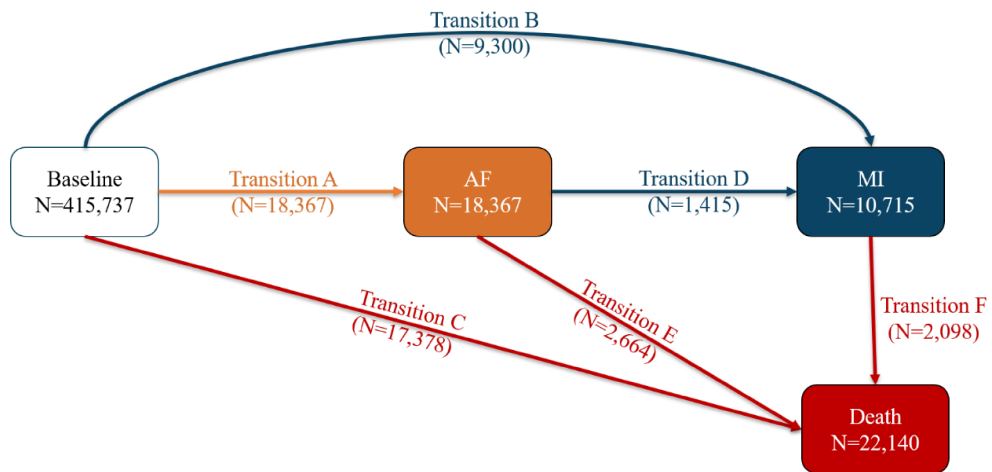 Transition B
(N=9,300)
Baseline
N=415,737
Transition A
(N=18,367)
AF
N=18,367
Transition D
(N=1,415)
MI
N=10,715
Transition C
(N=17,378)
Transition E
(N=2,664)
Transition F
(N=2,098)
Death
N=22,140